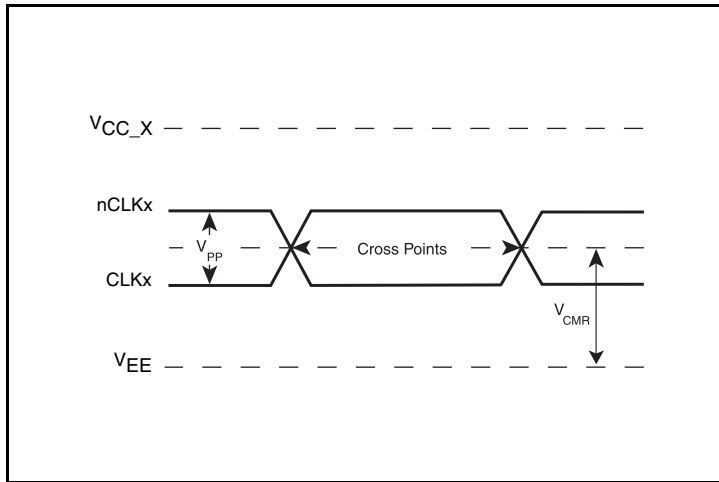 VCC_X
nCLKx
VPP
Cross Points
CLKx
VCMR
VEE